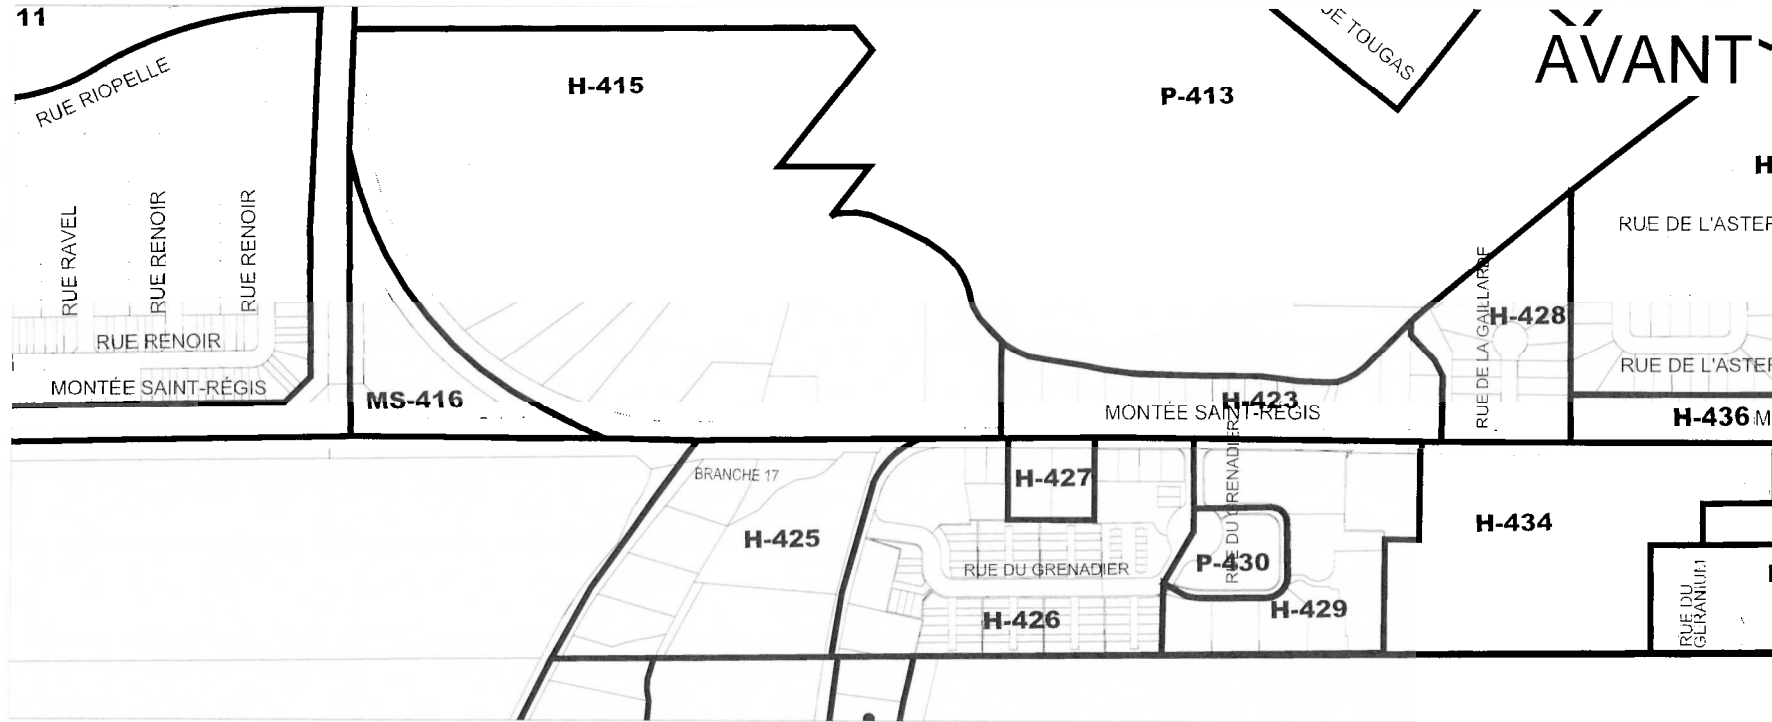 11
AVANT
RUE RIOPELLE
H-415
P-413
TOUGAS
H
RUE DE L'ASTER
RUE RAVEL
RUE RENOIR
RUE RENOIR
RUE RENOIR
MONTÉE SAINT-RÉGIS
MS-416
H-428
RUE DE LA GAILLARDE
RUE DE L'ASTER
H-423
MONTÉE SAINT-RÉGIS
H-436
M
BRANCHE 17
H-427
RUE DU GRENADIER
H-425
H-434
RUE DU GRENADIER
P-430
H-426
H-429
RUE DU
GERANIUM